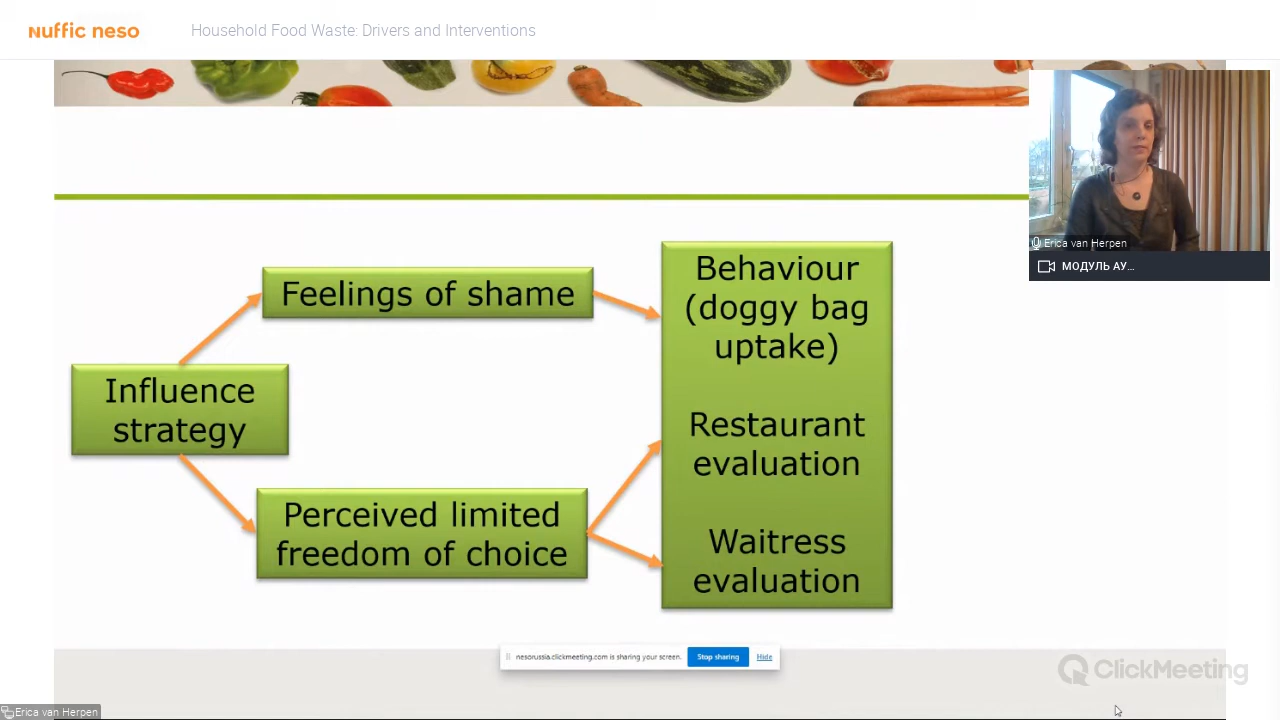 Nuffic neso
Household Food Waste: Drivers and Interventions
Erica van Herpen
МОДУЛЬ АУ...
Feelings of shame
Influence
strategy
Perceived limited
freedom of choice
Behaviour
(doggy bag
uptake)
Restaurant
evaluation
Waitress
evaluation
nesorussia.clickmeeting.com is sharing your screen.
Stop sharing
Hide
ClickMeeting
Erica van Herpen